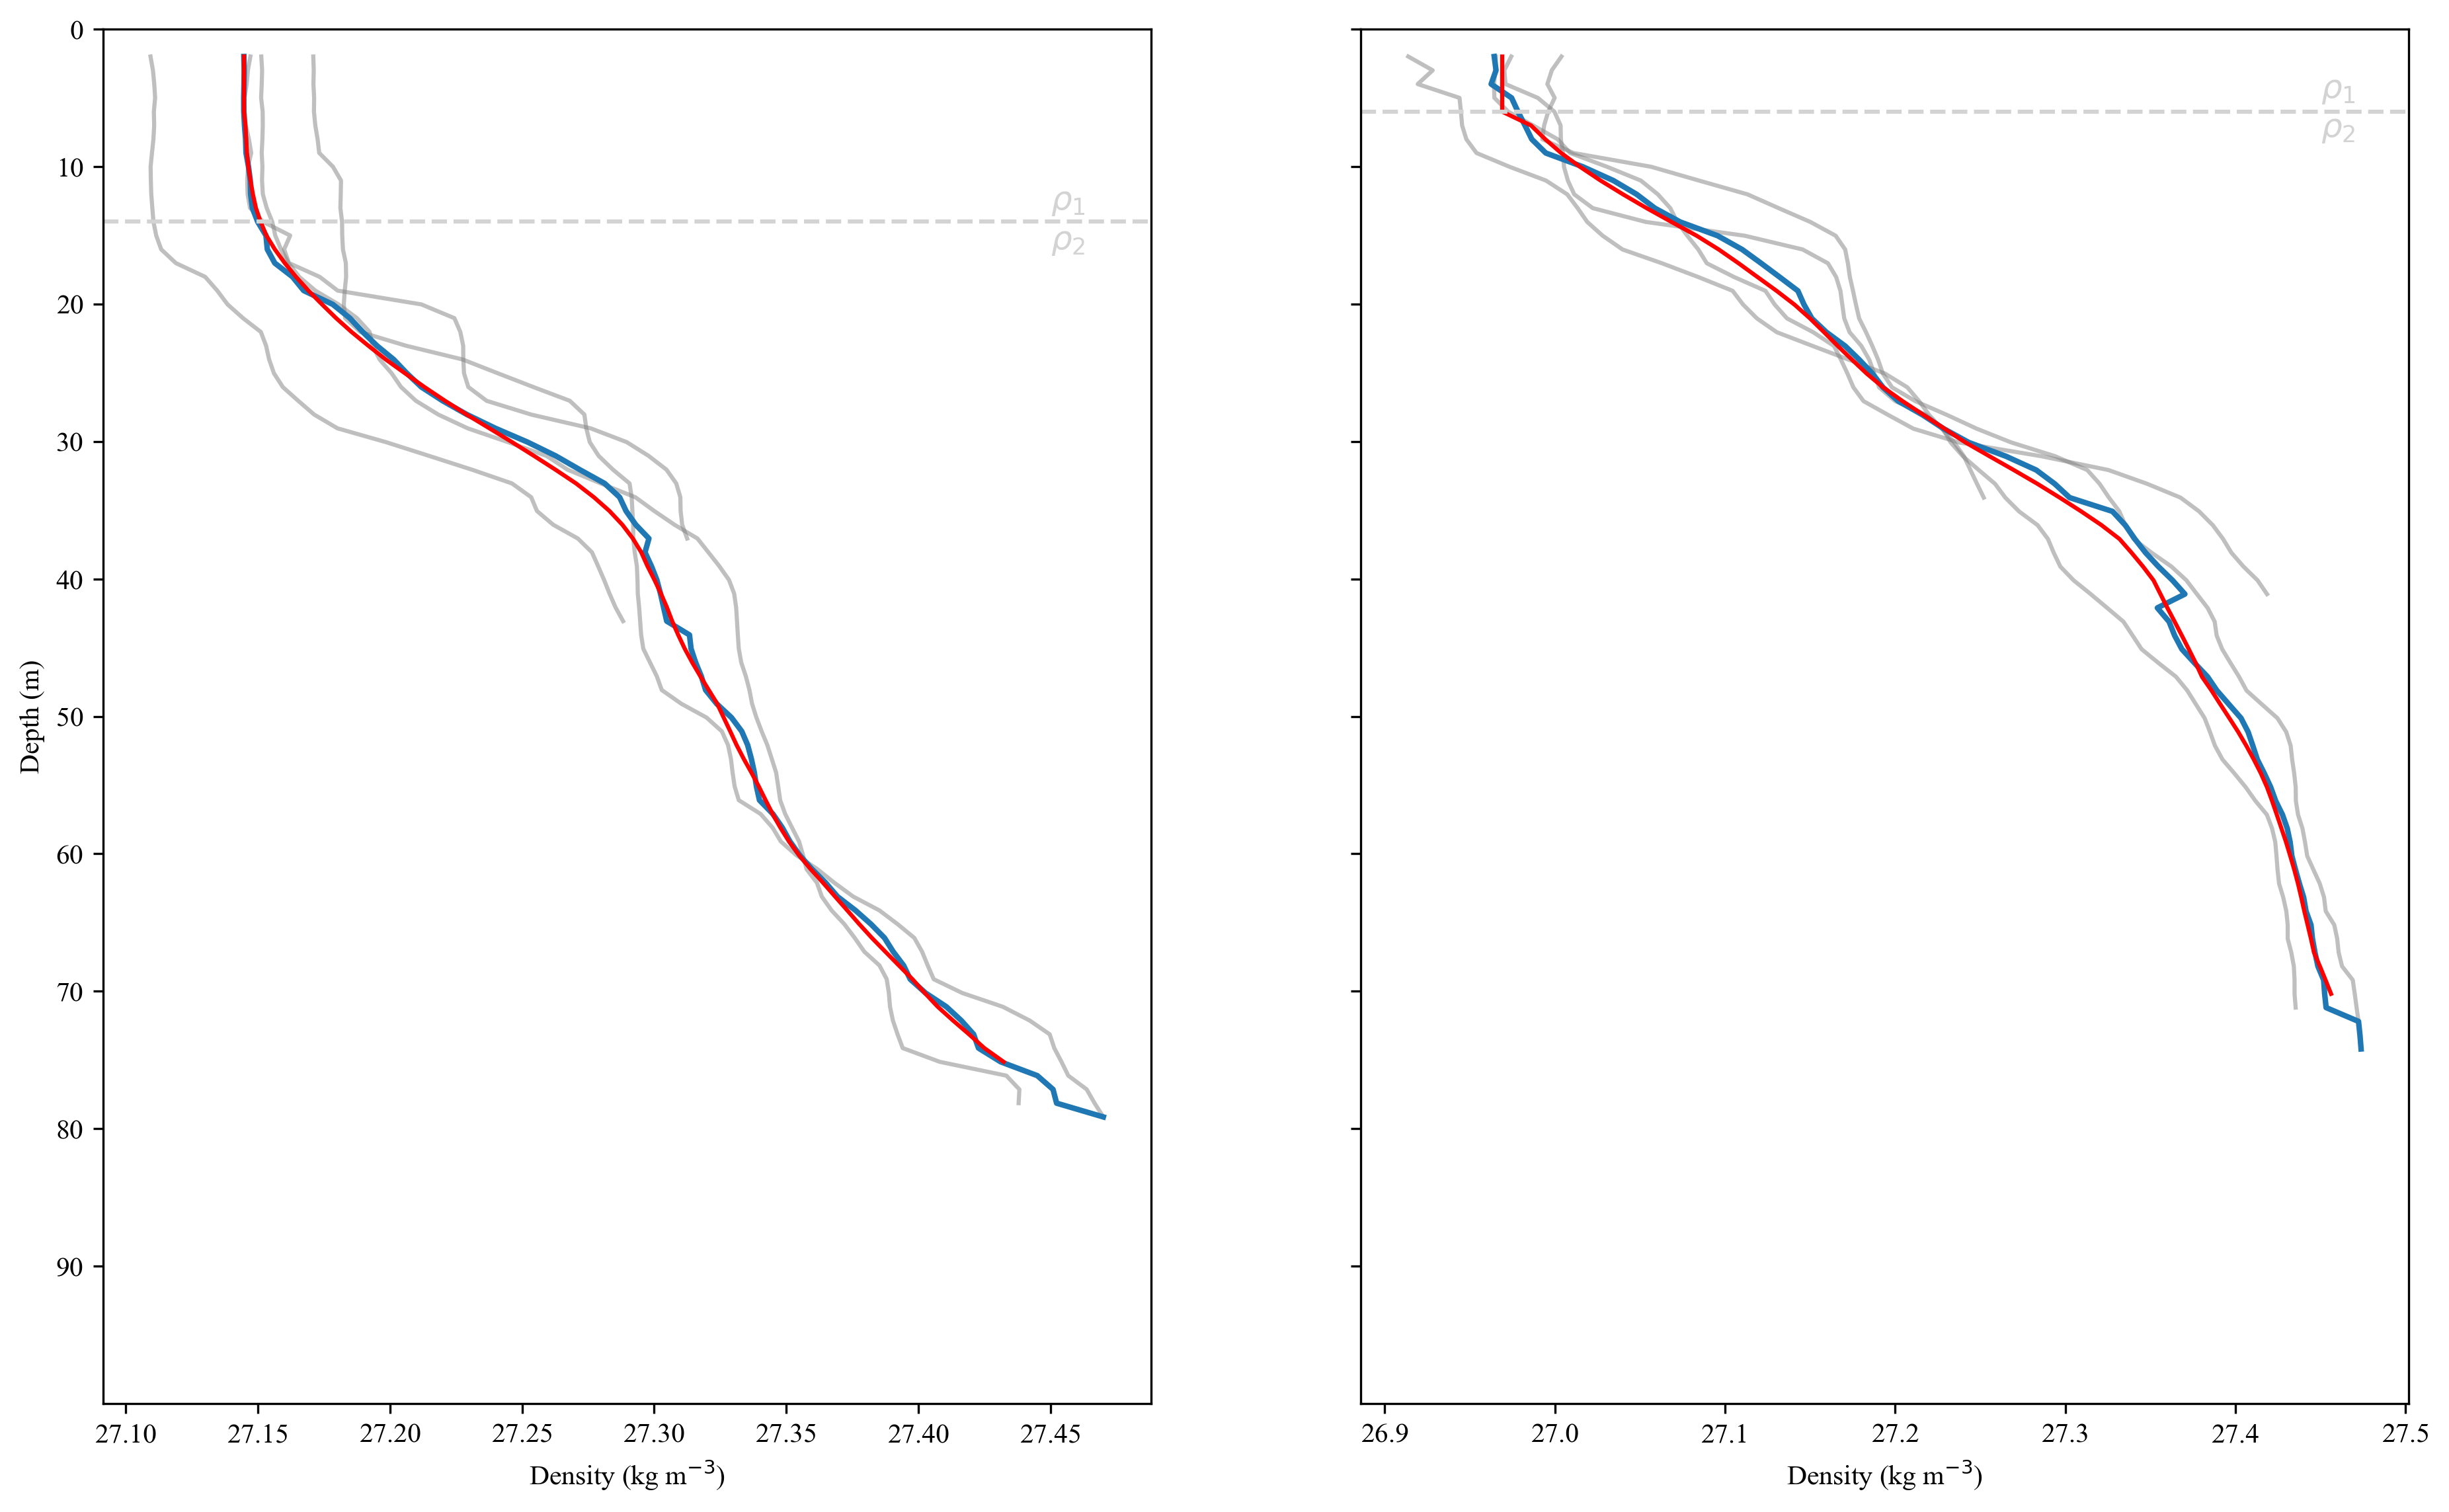 0
10
20
30
40
50
60
70
80
90
Depth (m)
ρ₁
ρ₂
27.10 27.15 27.20 27.25 27.30 27.35 27.40 27.45
Density (kg m⁻³)
ρ₁
ρ₂
26.9 27.0 27.1 27.2 27.3 27.4 27.5
Density (kg m⁻³)